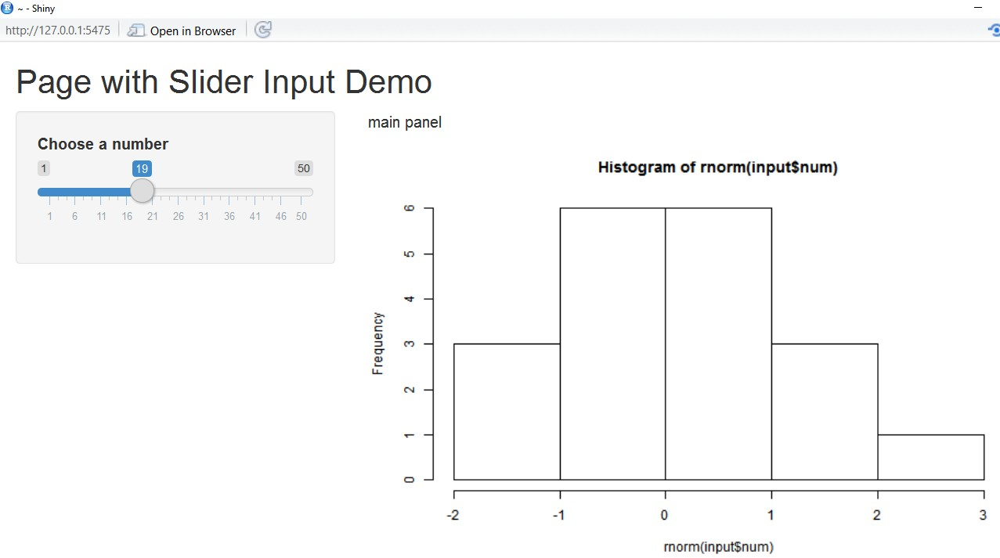 ~ - Shiny
http://127.0.0.1:5475 Open in Browser
Page with Slider Input Demo
Choose a number
1 19 50
1 6 11 16 21 26 31 36 41 46 50
main panel
Histogram of rnorm(input$num)
Frequency
6
5
4
3
2
1
0
-2 -1 0 1 2 3
rnorm(input$num)